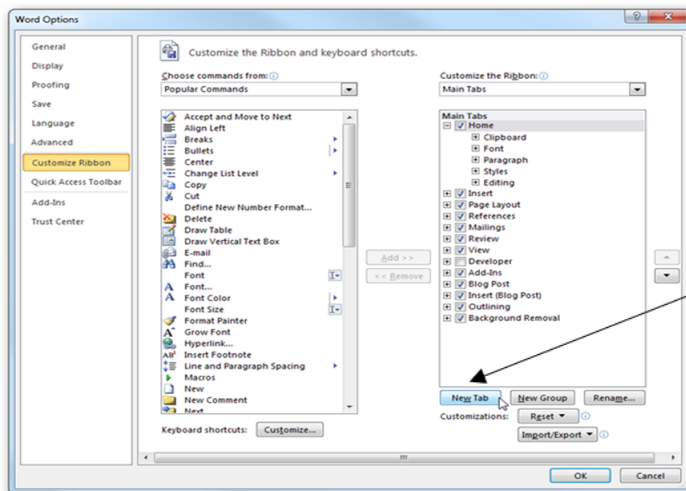 Word Options
General
Display
Proofing
Save
Language
Advanced
Customize Ribbon
Quick Access Toolbar
Add-Ins
Trust Center
Customize the Ribbon and keyboard shortcuts.
Choose commands from:
Popular Commands
Accept and Move to Next
Align Left
Breaks
Bullets
Center
Change List Level
Copy
Cut
Define New Number Format...
Delete
Draw Table
Draw Vertical Text Box
E-mail
Find...
Font
Font...
Font Color
Font Size
Format Painter
Grow Font
Hyperlink...
Insert Footnote
Line and Paragraph Spacing
Macros
New
New Comment
Next
Keyboard shortcuts: Customize...
Add >>
<< Remove
Customize the Ribbon:
Main Tabs
Main Tabs
Home
Clipboard
Font
Paragraph
Styles
Editing
Insert
Page Layout
References
Mailings
Review
View
Developer
Add-Ins
Blog Post
Insert (Blog Post)
Outlining
Background Removal
New Tab New Group Rename...
Customizations: Reset
Import/Export
OK Cancel